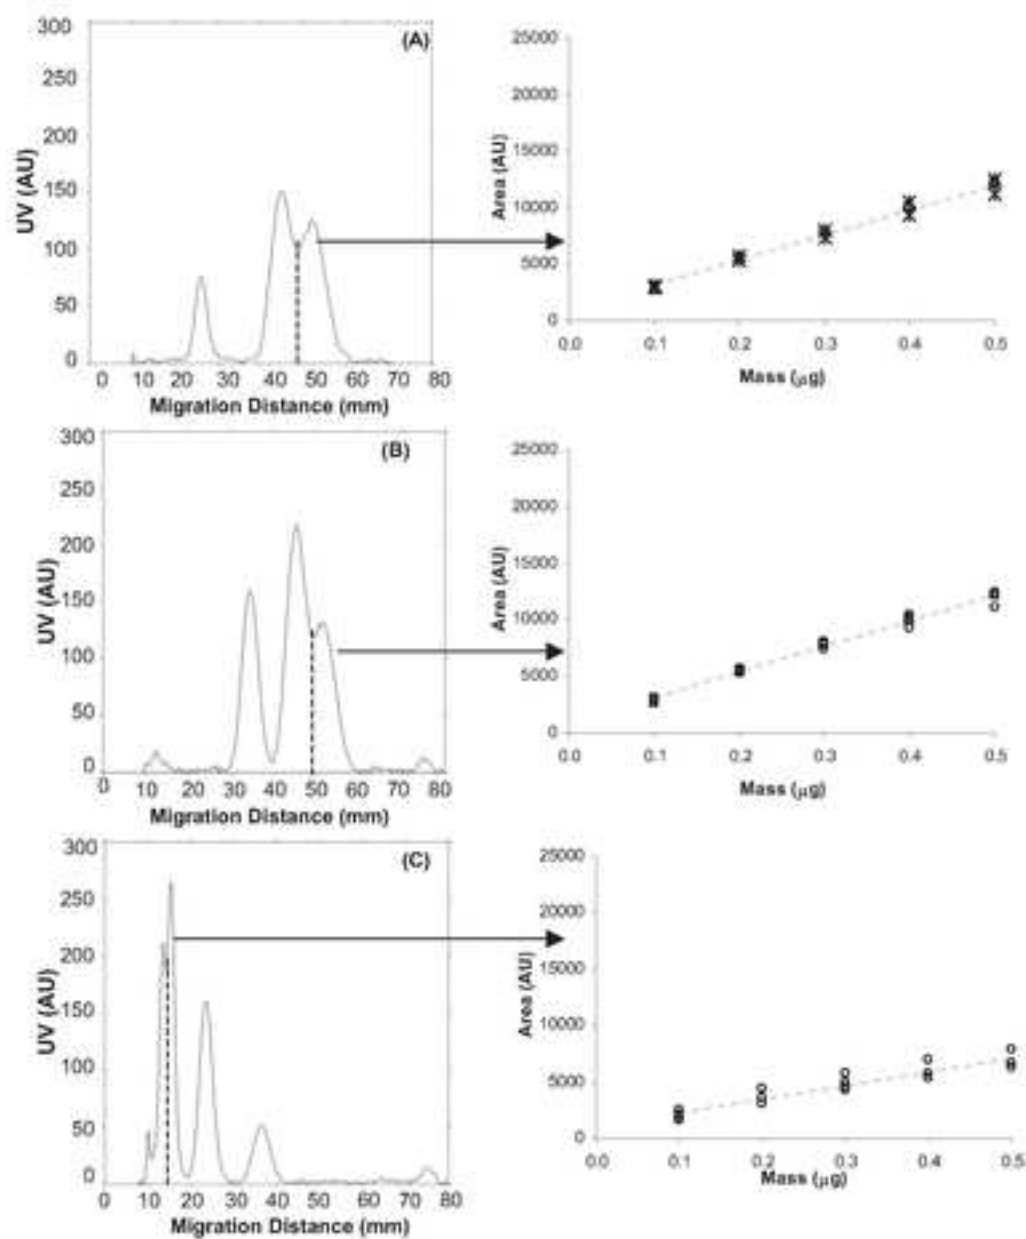 (A)
300
250
200
150
100
50
0
UV (AU)
0 10 20 30 40 50 60 70 80
Migration Distance (mm)
25000
20000
15000
10000
5000
0
Area (AU)
0.0 0.1 0.2 0.3 0.4 0.5
Mass (μg)
(B)
300
250
200
150
100
50
0
UV (AU)
0 10 20 30 40 50 60 70 80
Migration Distance (mm)
25000
20000
15000
10000
5000
0
Area (AU)
0.0 0.1 0.2 0.3 0.4 0.5
Mass (μg)
(C)
300
250
200
150
100
50
0
UV (AU)
0 10 20 30 40 50 60 70 80
Migration Distance (mm)
25000
20000
15000
10000
5000
0
Area (AU)
0.0 0.1 0.2 0.3 0.4 0.5
Mass (μg)